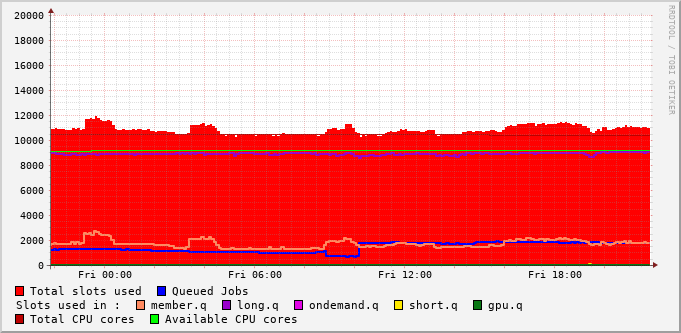 20000
18000
16000
14000
12000
10000
8000
6000
4000
2000
0
Fri 00:00 Fri 06:00 Fri 12:00 Fri 18:00
Total slots used Queued Jobs
Slots used in : member.q long.q ondemand.q short.q gpu.q
Total CPU cores Available CPU cores
RRDTOOL / TOBI OETIKER